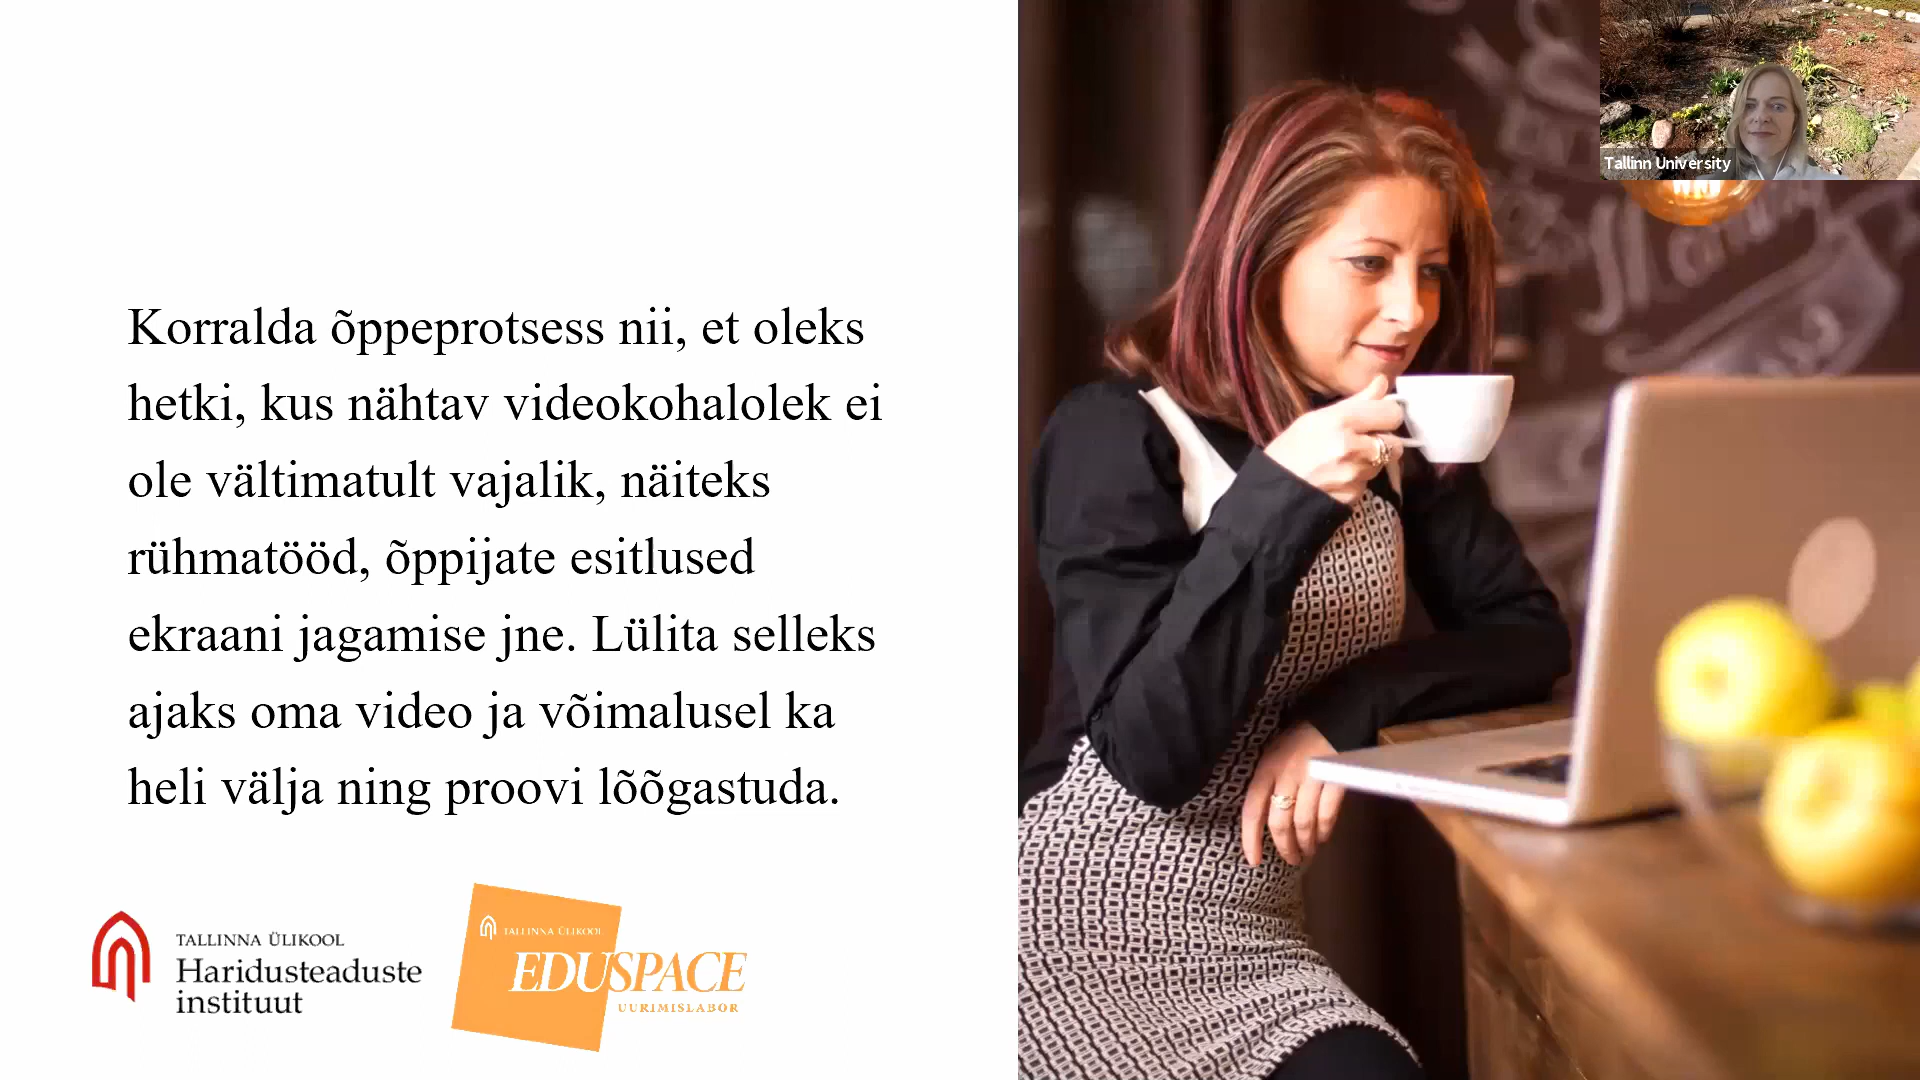 Korralda õppeprotsess nii, et oleks
hetki, kus nähtav videokohalolek ei
ole vältimatult vajalik, näiteks
rühmatööd, õppijate esitlused
ekraani jagamise jne. Lülita selleks
ajaks oma video ja võimalusel ka
heli välja ning proovi lõõgastuda.
TALLINNA ÜLIKOOL
Haridusteaduste
instituut
TALLINNA ÜLIKOOL
EDUSPACE
UURIMISLABOR
Tallinn University